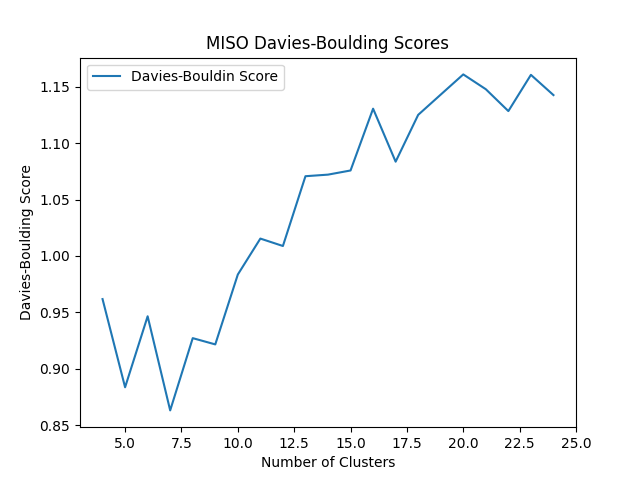 MISO Davies-Boulding Scores
Davies-Bouldin Score
Davies-Boulding Score
1.15
1.10
1.05
1.00
0.95
0.90
0.85
5.0 7.5 10.0 12.5 15.0 17.5 20.0 22.5 25.0
Number of Clusters